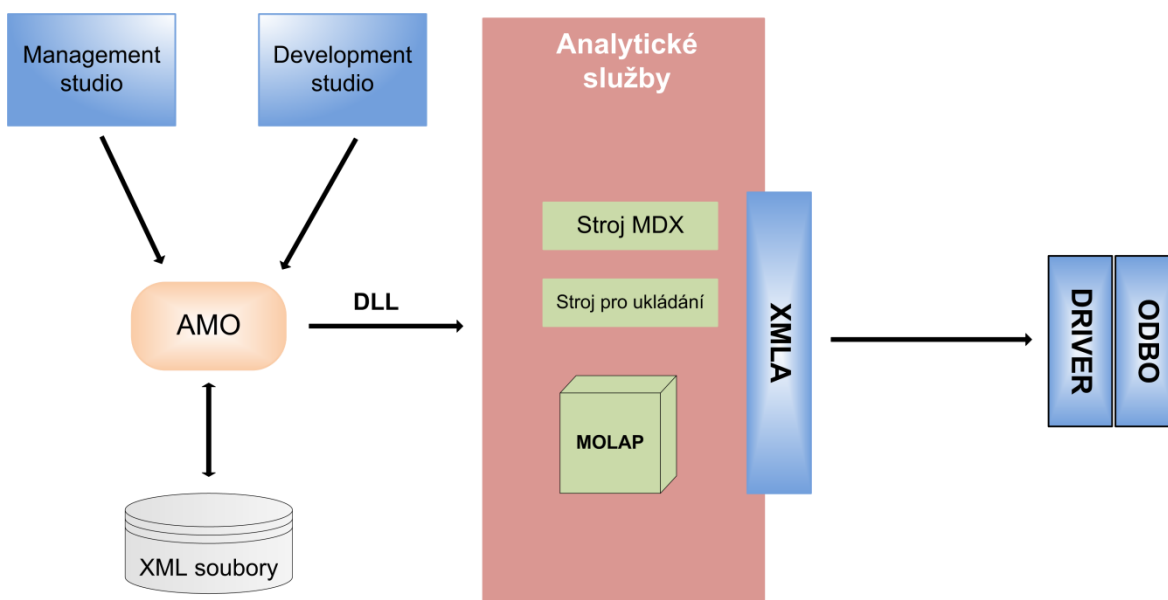 Management
studio
Development
studio
Analytické
služby
Stroj MDX
Stroj pro ukládání
DLL
AMO
XMLA
DRIVER
ODBO
MOLAP
XML soubory